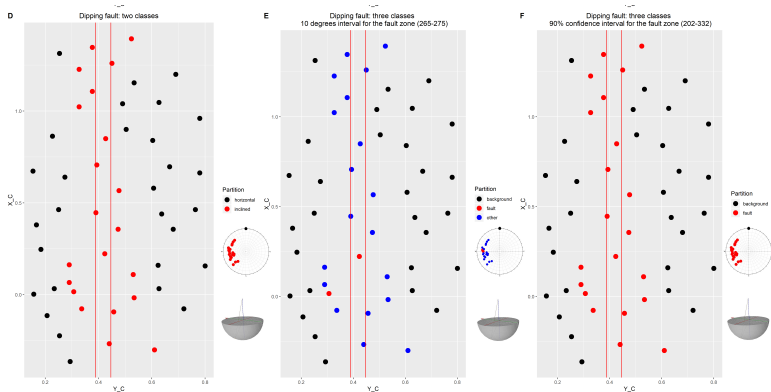 D
Dipping fault: two classes
X_C
1.0
0.5
0.0
0.2
0.4
0.6
0.8
Y_C
Partition
horizontal
inclined
E
Dipping fault: three classes
10 degrees interval for the fault zone (265-275)
X_C
1.0
0.5
0.0
0.2
0.4
0.6
0.8
Y_C
Partition
background
fault
other
F
Dipping fault: three classes
90% confidence interval for the fault zone (202-332)
X_C
1.0
0.5
0.0
0.2
0.4
0.6
0.8
Y_C
Partition
background
fault